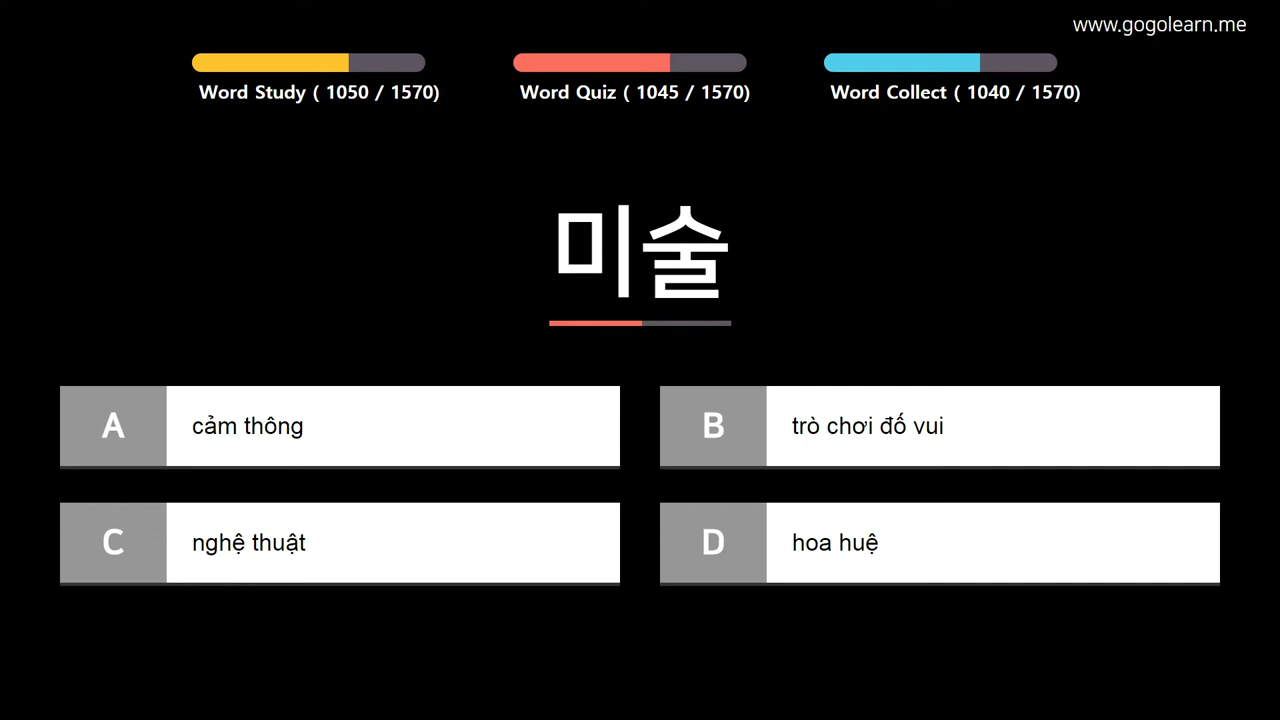 www.gogolearn.me
Word Study ( 1050 / 1570)
Word Quiz ( 1045 / 1570)
Word Collect ( 1040 / 1570)
미술
A cảm thông
B trò chơi đố vui
C nghệ thuật
D hoa huệ